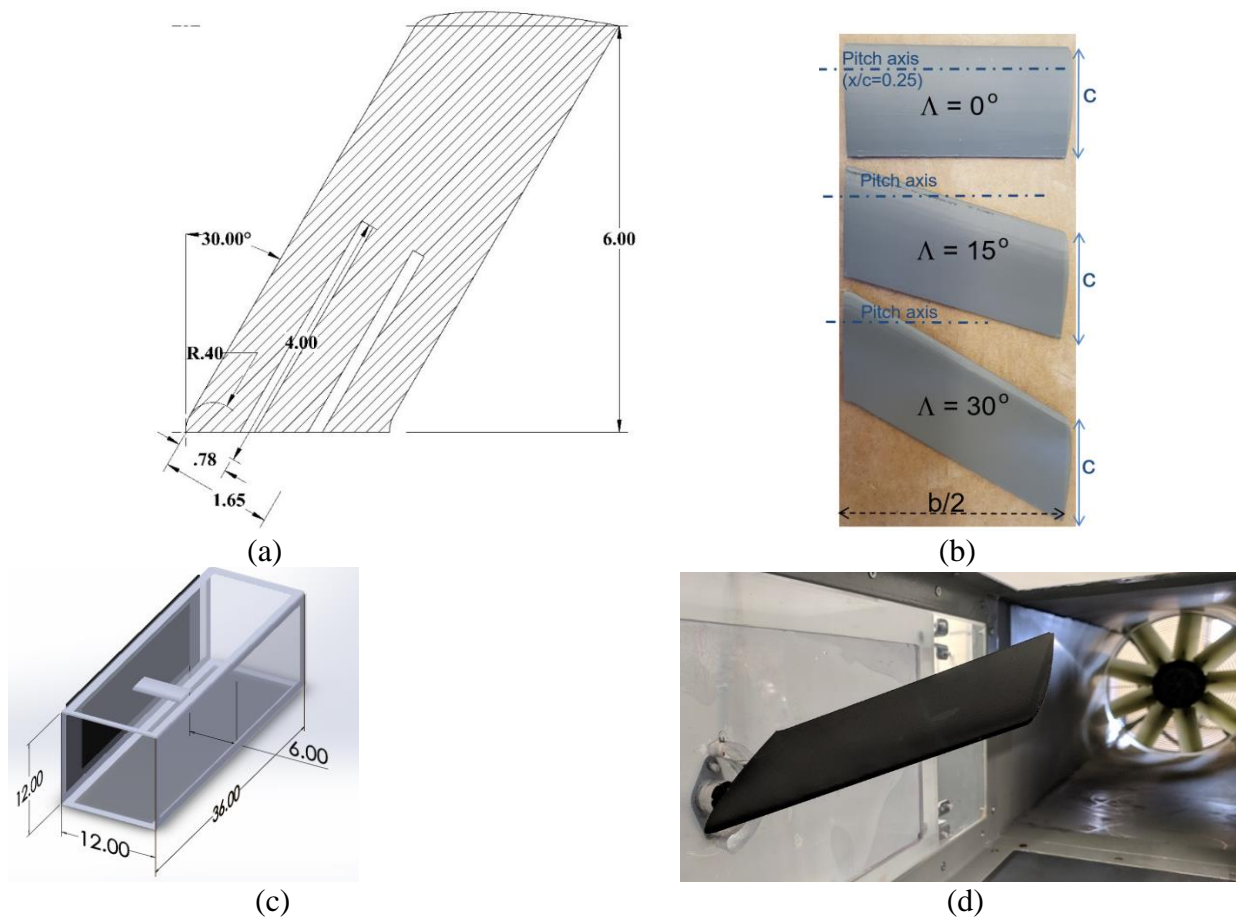 30.00°
6.00
R.40
4.00
.78
1.65
(a)
Pitch axis
(x/c=0.25)
Λ = 0°
c
Pitch axis
Λ = 15°
c
Pitch axis
Λ = 30°
c
b/2
(b)
12.00
12.00
36.00
6.00
(c)
(d)